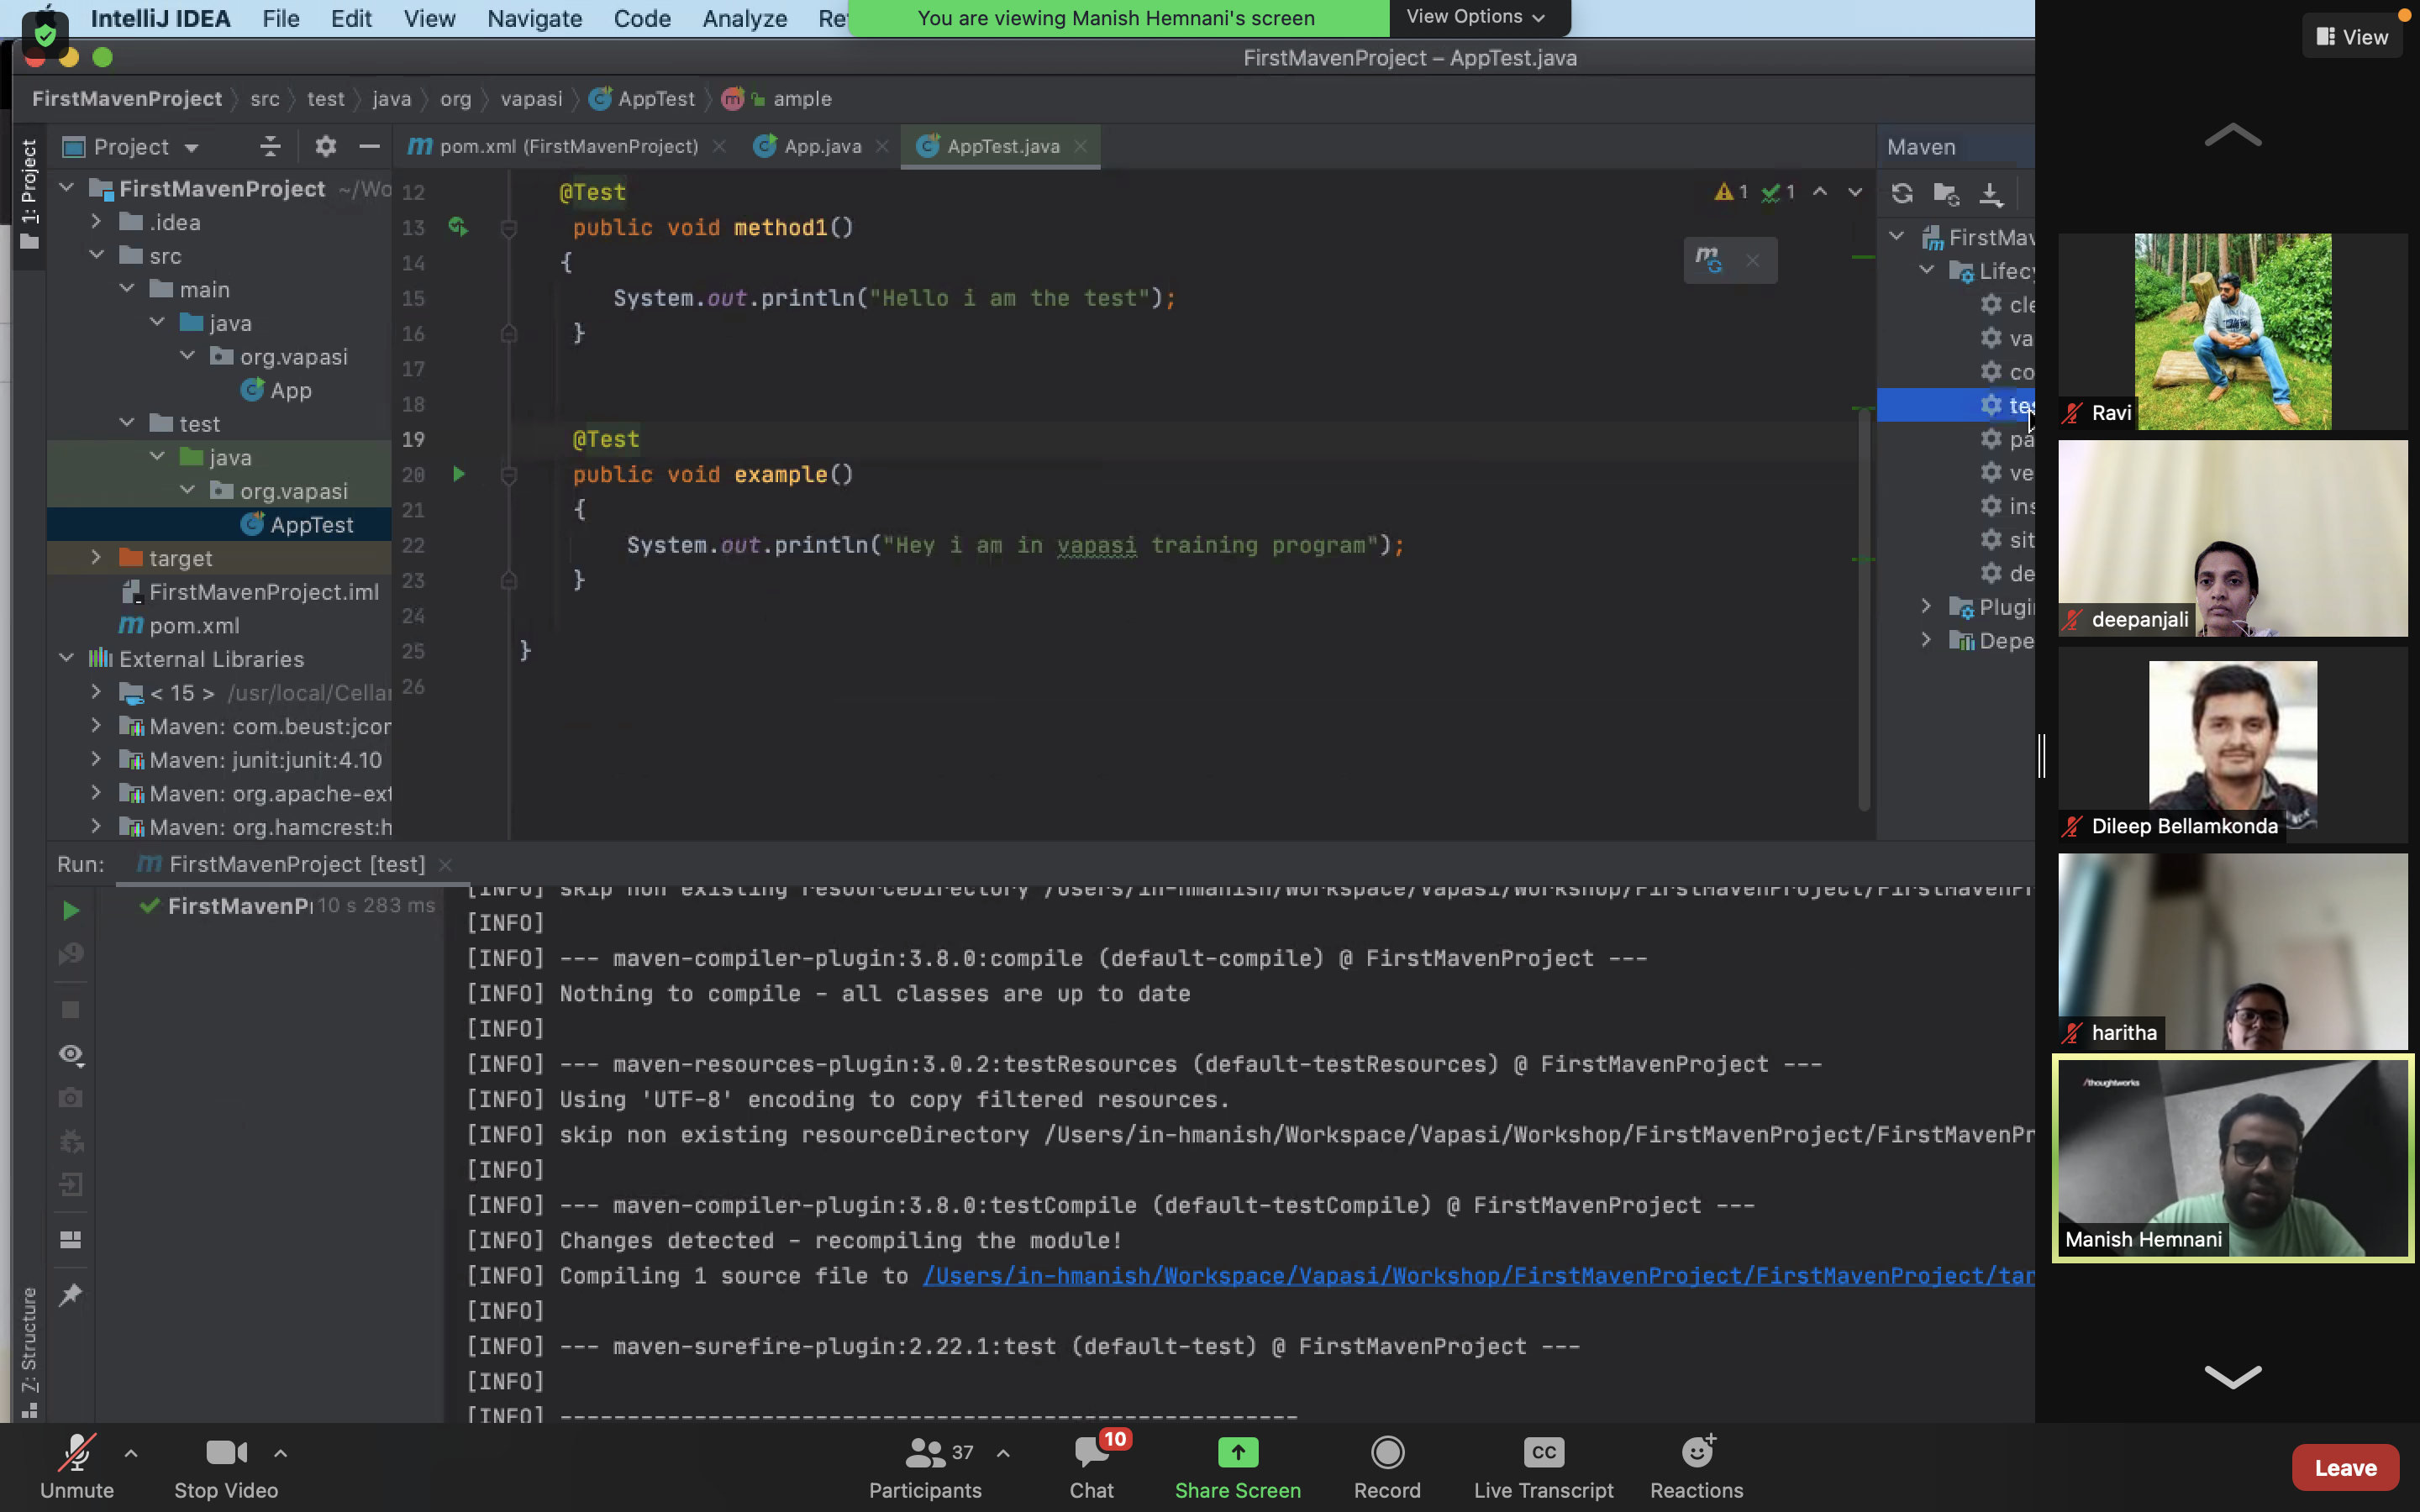 IntelliJ IDEA File Edit View Navigate Code Analyze
You are viewing Manish Hemnani's screen
View Options
View
FirstMavenProject – AppTest.java
FirstMavenProject src test java org vapasi AppTest ample
1: Project
Project
pom.xml (FirstMavenProject)
App.java
AppTest.java
Maven
FirstMavenProject
.idea
src
main
java
org.vapasi
App
test
java
org.vapasi
AppTest
target
FirstMavenProject.iml
pom.xml
External Libraries
< 15 > /usr/local/Cellar
Maven: com.beust:jcor
Maven: junit:junit:4.10
Maven: org.apache-ext
Maven: org.hamcrest:h
1 1
12 @Test
13 public void method1()
14 {
15 System.out.println("Hello i am the test");
16 }
17
18
19 @Test
20 public void example()
21 {
22 System.out.println("Hey i am in vapasi training program");
23 }
24
25 }
26
FirstMav
Lifecy
cle
va
co
tes
pa
ve
ins
sit
de
Plugi
Depe
Run: FirstMavenProject [test]
FirstMavenP 10 s 283 ms
[INFO] skip non existing resourceDirectory /Users/in-hmanish/Workspace/Vapasi/Workshop/FirstMavenProject/FirstMavenPr
[INFO]
[INFO] --- maven-compiler-plugin:3.8.0:compile (default-compile) @ FirstMavenProject ---
[INFO] Nothing to compile - all classes are up to date
[INFO]
[INFO] --- maven-resources-plugin:3.0.2:testResources (default-testResources) @ FirstMavenProject ---
[INFO] Using 'UTF-8' encoding to copy filtered resources.
[INFO] skip non existing resourceDirectory /Users/in-hmanish/Workspace/Vapasi/Workshop/FirstMavenProject/FirstMavenPr
[INFO]
[INFO] --- maven-compiler-plugin:3.8.0:testCompile (default-testCompile) @ FirstMavenProject ---
[INFO] Changes detected - recompiling the module!
[INFO] Compiling 1 source file to /Users/in-hmanish/Workspace/Vapasi/Workshop/FirstMavenProject/FirstMavenProject/tar
[INFO]
[INFO] --- maven-surefire-plugin:2.22.1:test (default-test) @ FirstMavenProject ---
[INFO]
[INFO] -------------------------------------------------------
7: Structure
Ravi
deepanjali
Dileep Bellamkonda
haritha
/thoughtworks
Manish Hemnani
Unmute
Stop Video
37
Participants
10
Chat
Share Screen
Record
CC
Live Transcript
Reactions
Leave